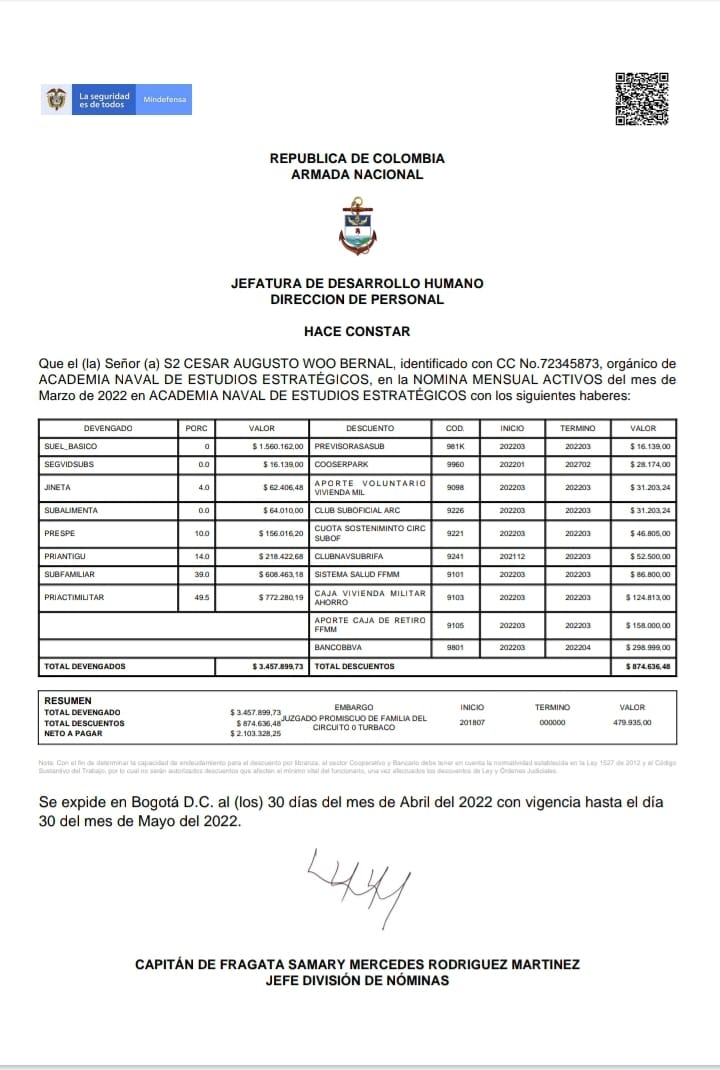 La seguridad
es de todos
Mindefensa
REPUBLICA DE COLOMBIA
ARMADA NACIONAL
JEFATURA DE DESARROLLO HUMANO
DIRECCION DE PERSONAL
HACE CONSTAR
Que el (la) Señor (a) S2 CESAR AUGUSTO WOO BERNAL, identificado con CC No.72345873, orgánico de
ACADEMIA NAVAL DE ESTUDIOS ESTRATÉGICOS, en la NOMINA MENSUAL ACTIVOS del mes de
Marzo de 2022 en ACADEMIA NAVAL DE ESTUDIOS ESTRATÉGICOS con los siguientes haberes:
DEVENGADO PORC VALOR DESCUENTO COD. INICIO TERMINO VALOR
SUEL_BASICO 0 $ 1.560.162,00 PREVISORASASUB 981K 202203 202203 $ 16.139,00
SEGVIDSUBS 0.0 $ 16.139,00 COOSERPARK 9960 202201 202702 $ 28.174,00
JINETA 4.0 $ 62.406,48 APORTE VOLUNTARIO VIVIENDA MIL 9098 202203 202203 $ 31.203,24
SUBALIMENTA 0.0 $ 64.010,00 CLUB SUBOFICIAL ARC 9226 202203 202203 $ 31.203,24
PRESPE 10.0 $ 156.016,20 CUOTA SOSTENIMINTO CIRC SUBOF 9221 202203 202203 $ 46.805,00
PRIANTIGU 14.0 $ 218.422,68 CLUBNAVSUBRIFA 9241 202112 202203 $ 52.500,00
SUBFAMILIAR 39.0 $ 608.463,18 SISTEMA SALUD FFMM 9101 202203 202203 $ 86.800,00
PRIACTIMILITAR 49.5 $ 772.280,19 CAJA VIVIENDA MILITAR AHORRO 9103 202203 202203 $ 124.813,00
APORTE CAJA DE RETIRO FFMM 9105 202203 202203 $ 158.000,00
BANCOBBVA 9801 202203 202204 $ 298.999,00
TOTAL DEVENGADOS $ 3.457.899,73 TOTAL DESCUENTOS $ 874.636,48
RESUMEN
EMBARGO INICIO TERMINO VALOR
TOTAL DEVENGADO $ 3.457.899,73
TOTAL DESCUENTOS $ 874.636,48 JUZGADO PROMISCUO DE FAMILIA DEL CIRCUITO 0 TURBACO 201807 000000 479.935,00
NETO A PAGAR $ 2.103.328,25
Nota: Con el fin de determinar la capacidad de endeudamiento para el descuento por libranza, el sector Cooperativo y Bancario debe tener en cuenta la normatividad establecida en la Ley 1527 de 2012 y el Código
Sustantivo del Trabajo, por lo cual no serán autorizados descuentos que afecten el mínimo vital del funcionario, una vez efectuados los descuentos de Ley y Órdenes Judiciales.
Se expide en Bogotá D.C. al (los) 30 días del mes de Abril del 2022 con vigencia hasta el día
30 del mes de Mayo del 2022.
CAPITÁN DE FRAGATA SAMARY MERCEDES RODRIGUEZ MARTINEZ
JEFE DIVISIÓN DE NÓMINAS